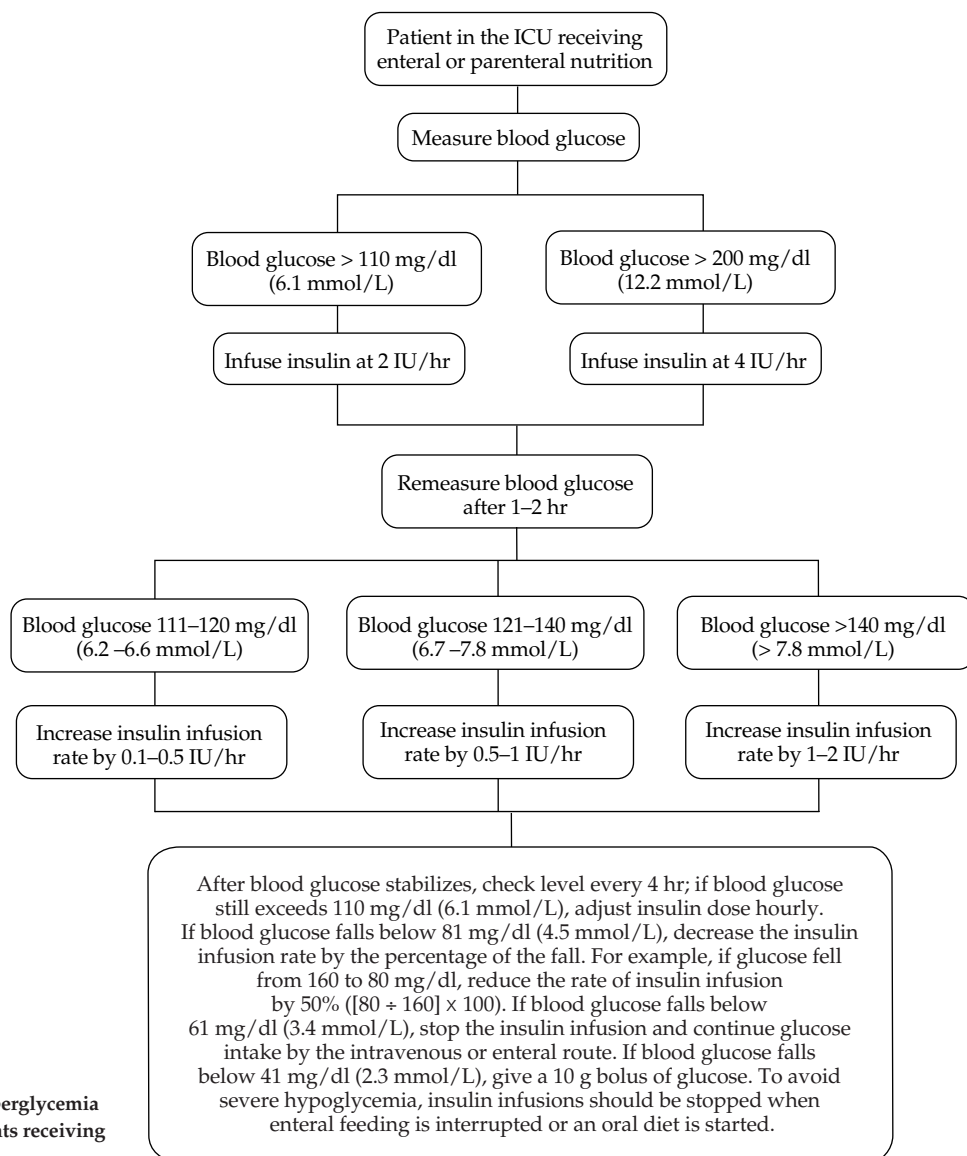 Patient in the ICU receiving
enteral or parenteral nutrition
Measure blood glucose
Blood glucose > 110 mg/dl
(6.1 mmol/L)
Blood glucose > 200 mg/dl
(12.2 mmol/L)
Infuse insulin at 2 IU/hr
Infuse insulin at 4 IU/hr
Remeasure blood glucose
after 1–2 hr
Blood glucose 111–120 mg/dl
(6.2 –6.6 mmol/L)
Blood glucose 121–140 mg/dl
(6.7 –7.8 mmol/L)
Blood glucose >140 mg/dl
(> 7.8 mmol/L)
Increase insulin infusion
rate by 0.1–0.5 IU/hr
Increase insulin infusion
rate by 0.5–1 IU/hr
Increase insulin infusion
rate by 1–2 IU/hr
After blood glucose stabilizes, check level every 4 hr; if blood glucose
still exceeds 110 mg/dl (6.1 mmol/L), adjust insulin dose hourly.
If blood glucose falls below 81 mg/dl (4.5 mmol/L), decrease the insulin
infusion rate by the percentage of the fall. For example, if glucose fell
from 160 to 80 mg/dl, reduce the rate of insulin infusion
by 50% ([80 ÷ 160] × 100). If blood glucose falls below
61 mg/dl (3.4 mmol/L), stop the insulin infusion and continue glucose
intake by the intravenous or enteral route. If blood glucose falls
below 41 mg/dl (2.3 mmol/L), give a 10 g bolus of glucose. To avoid
severe hypoglycemia, insulin infusions should be stopped when
enteral feeding is interrupted or an oral diet is started.
erglycemia
ts receiving